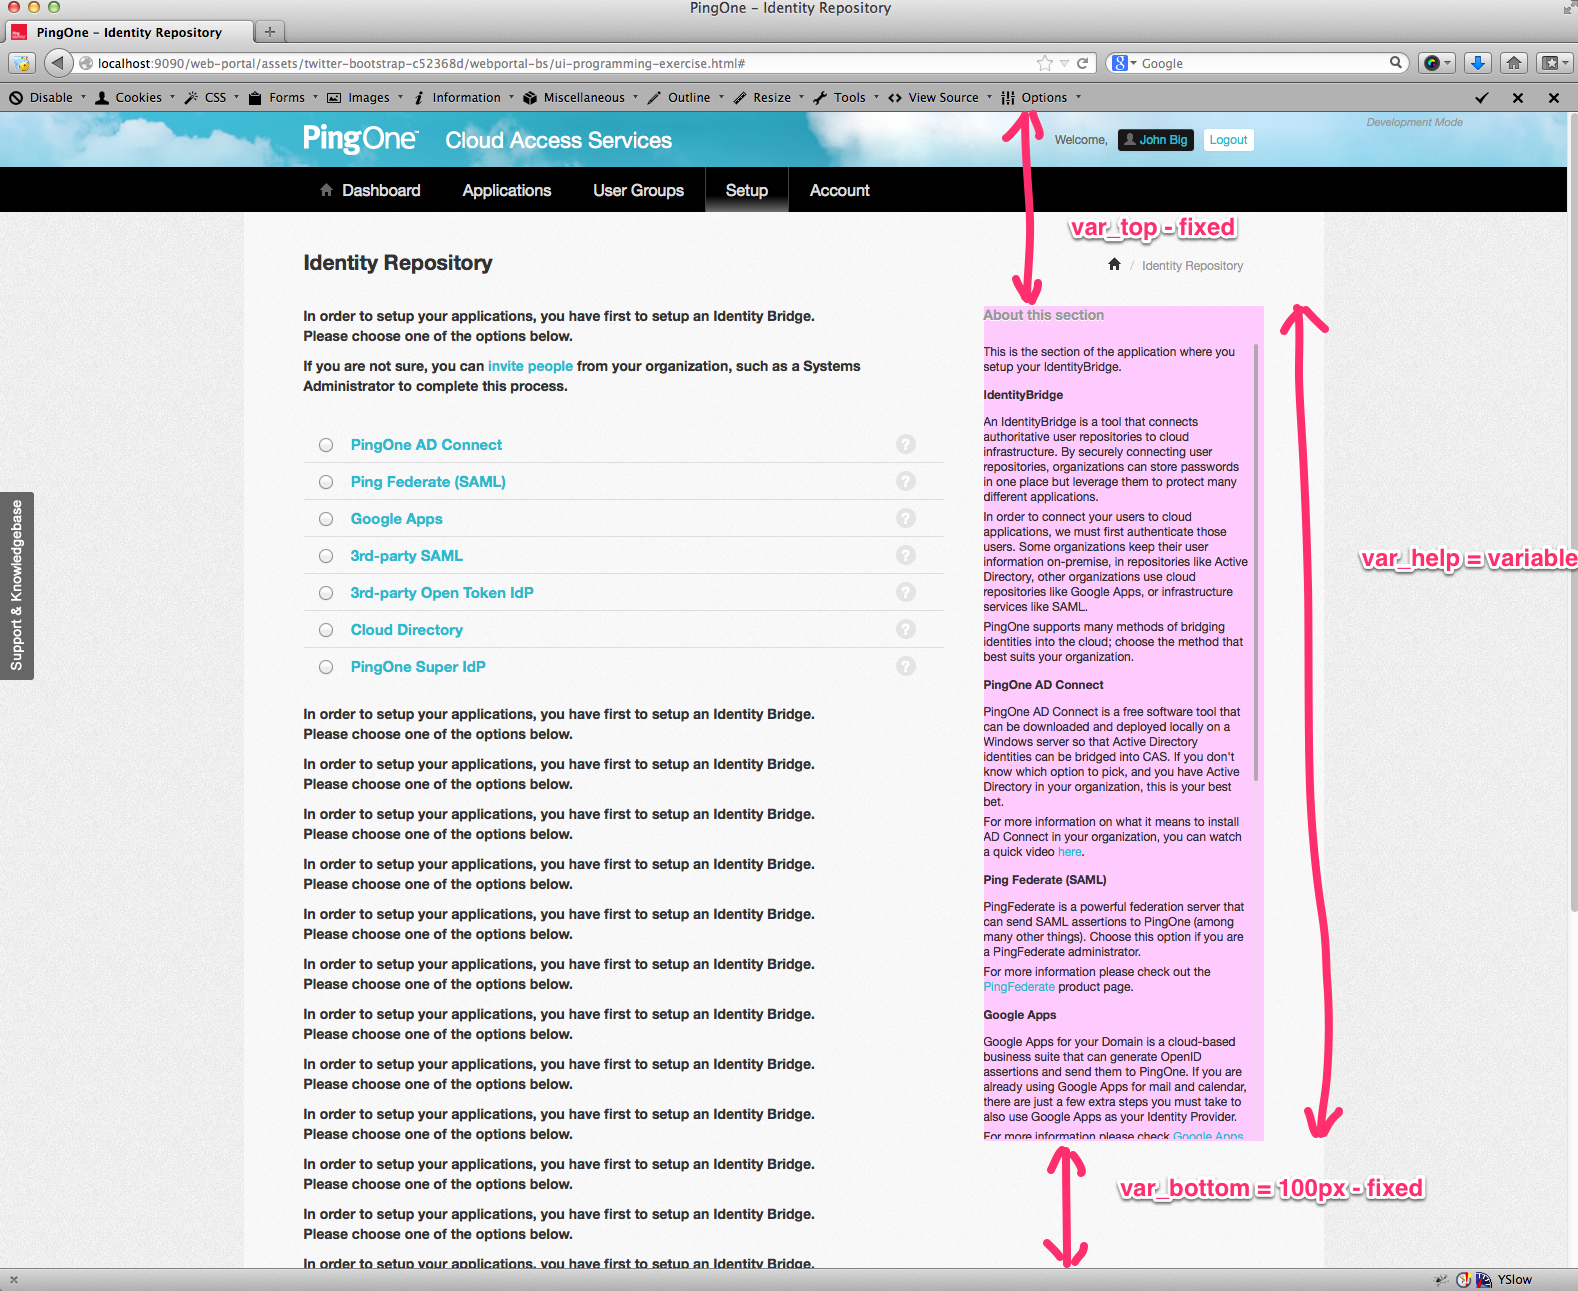 PingOne – Identity Repository
PingOne – Identity Repository
localhost:9090/web-portal/assets/twitter-bootstrap-c52368d/webportal-bs/ui-programming-exercise.html#
Google
Disable Cookies CSS Forms Images Information Miscellaneous Outline Resize Tools View Source Options
Development Mode
PingOne™ Cloud Access Services
Welcome, John Big Logout
Dashboard Applications User Groups Setup Account
var_top - fixed
Identity Repository
/ Identity Repository
In order to setup your applications, you have first to setup an Identity Bridge.
Please choose one of the options below.
If you are not sure, you can invite people from your organization, such as a Systems
Administrator to complete this process.
PingOne AD Connect ?
Ping Federate (SAML) ?
Google Apps ?
3rd-party SAML ?
3rd-party Open Token IdP ?
Cloud Directory ?
PingOne Super IdP ?
In order to setup your applications, you have first to setup an Identity Bridge.
Please choose one of the options below.
In order to setup your applications, you have first to setup an Identity Bridge.
Please choose one of the options below.
In order to setup your applications, you have first to setup an Identity Bridge.
Please choose one of the options below.
In order to setup your applications, you have first to setup an Identity Bridge.
Please choose one of the options below.
In order to setup your applications, you have first to setup an Identity Bridge.
Please choose one of the options below.
In order to setup your applications, you have first to setup an Identity Bridge.
Please choose one of the options below.
In order to setup your applications, you have first to setup an Identity Bridge.
Please choose one of the options below.
In order to setup your applications, you have first to setup an Identity Bridge.
Please choose one of the options below.
In order to setup your applications, you have first to setup an Identity Bridge.
Please choose one of the options below.
In order to setup your applications, you have first to setup an Identity Bridge.
Please choose one of the options below.
In order to setup your applications, you have first to setup an Identity Bridge.
Please choose one of the options below.
In order to setup your applications, you have first to setup an Identity Bridge.
About this section
This is the section of the application where you
setup your IdentityBridge.
IdentityBridge
An IdentityBridge is a tool that connects
authoritative user repositories to cloud
infrastructure. By securely connecting user
repositories, organizations can store passwords
in one place but leverage them to protect many
different applications.
In order to connect your users to cloud
applications, we must first authenticate those
users. Some organizations keep their user
information on-premise, in repositories like Active
Directory, other organizations use cloud
repositories like Google Apps, or infrastructure
services like SAML.
PingOne supports many methods of bridging
identities into the cloud; choose the method that
best suits your organization.
PingOne AD Connect
PingOne AD Connect is a free software tool that
can be downloaded and deployed locally on a
Windows server so that Active Directory
identities can be bridged into CAS. If you don't
know which option to pick, and you have Active
Directory in your organization, this is your best
bet.
For more information on what it means to install
AD Connect in your organization, you can watch
a quick video here.
Ping Federate (SAML)
PingFederate is a powerful federation server that
can send SAML assertions to PingOne (among
many other things). Choose this option if you are
a PingFederate administrator.
For more information please check out the
PingFederate product page.
Google Apps
Google Apps for your Domain is a cloud-based
business suite that can generate OpenID
assertions and send them to PingOne. If you are
already using Google Apps for mail and calendar,
there are just a few extra steps you must take to
also use Google Apps as your Identity Provider.
For more information please check Google Apps
var_help = variable
var_bottom = 100px - fixed
Support & Knowledgebase
YSlow